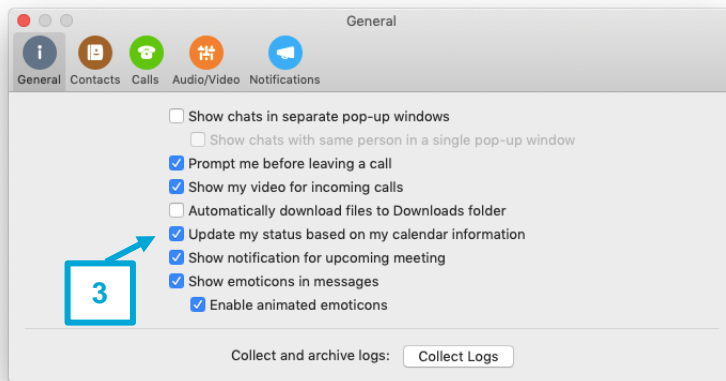 General
General Contacts Calls Audio/Video Notifications
Show chats in separate pop-up windows
Show chats with same person in a single pop-up window
Prompt me before leaving a call
Show my video for incoming calls
Automatically download files to Downloads folder
Update my status based on my calendar information
Show notification for upcoming meeting
3
Show emoticons in messages
Enable animated emoticons
Collect and archive logs: Collect Logs